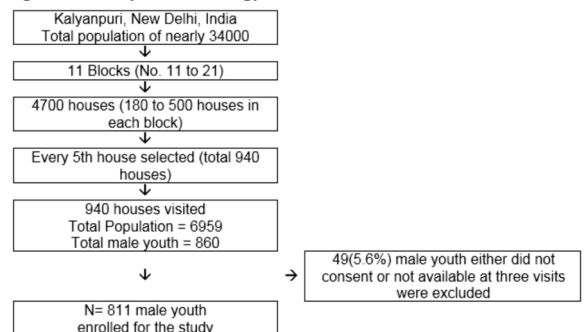 Kalyanpuri, New Delhi, India
Total population of nearly 34000
11 Blocks (No. 11 to 21)
4700 houses (180 to 500 houses in
each block)
Every 5th house selected (total 940
houses)
940 houses visited
Total Population = 6959
Total male youth = 860
49(5.6%) male youth either did not
consent or not available at three visits
were excluded
N= 811 male youth
enrolled for the study